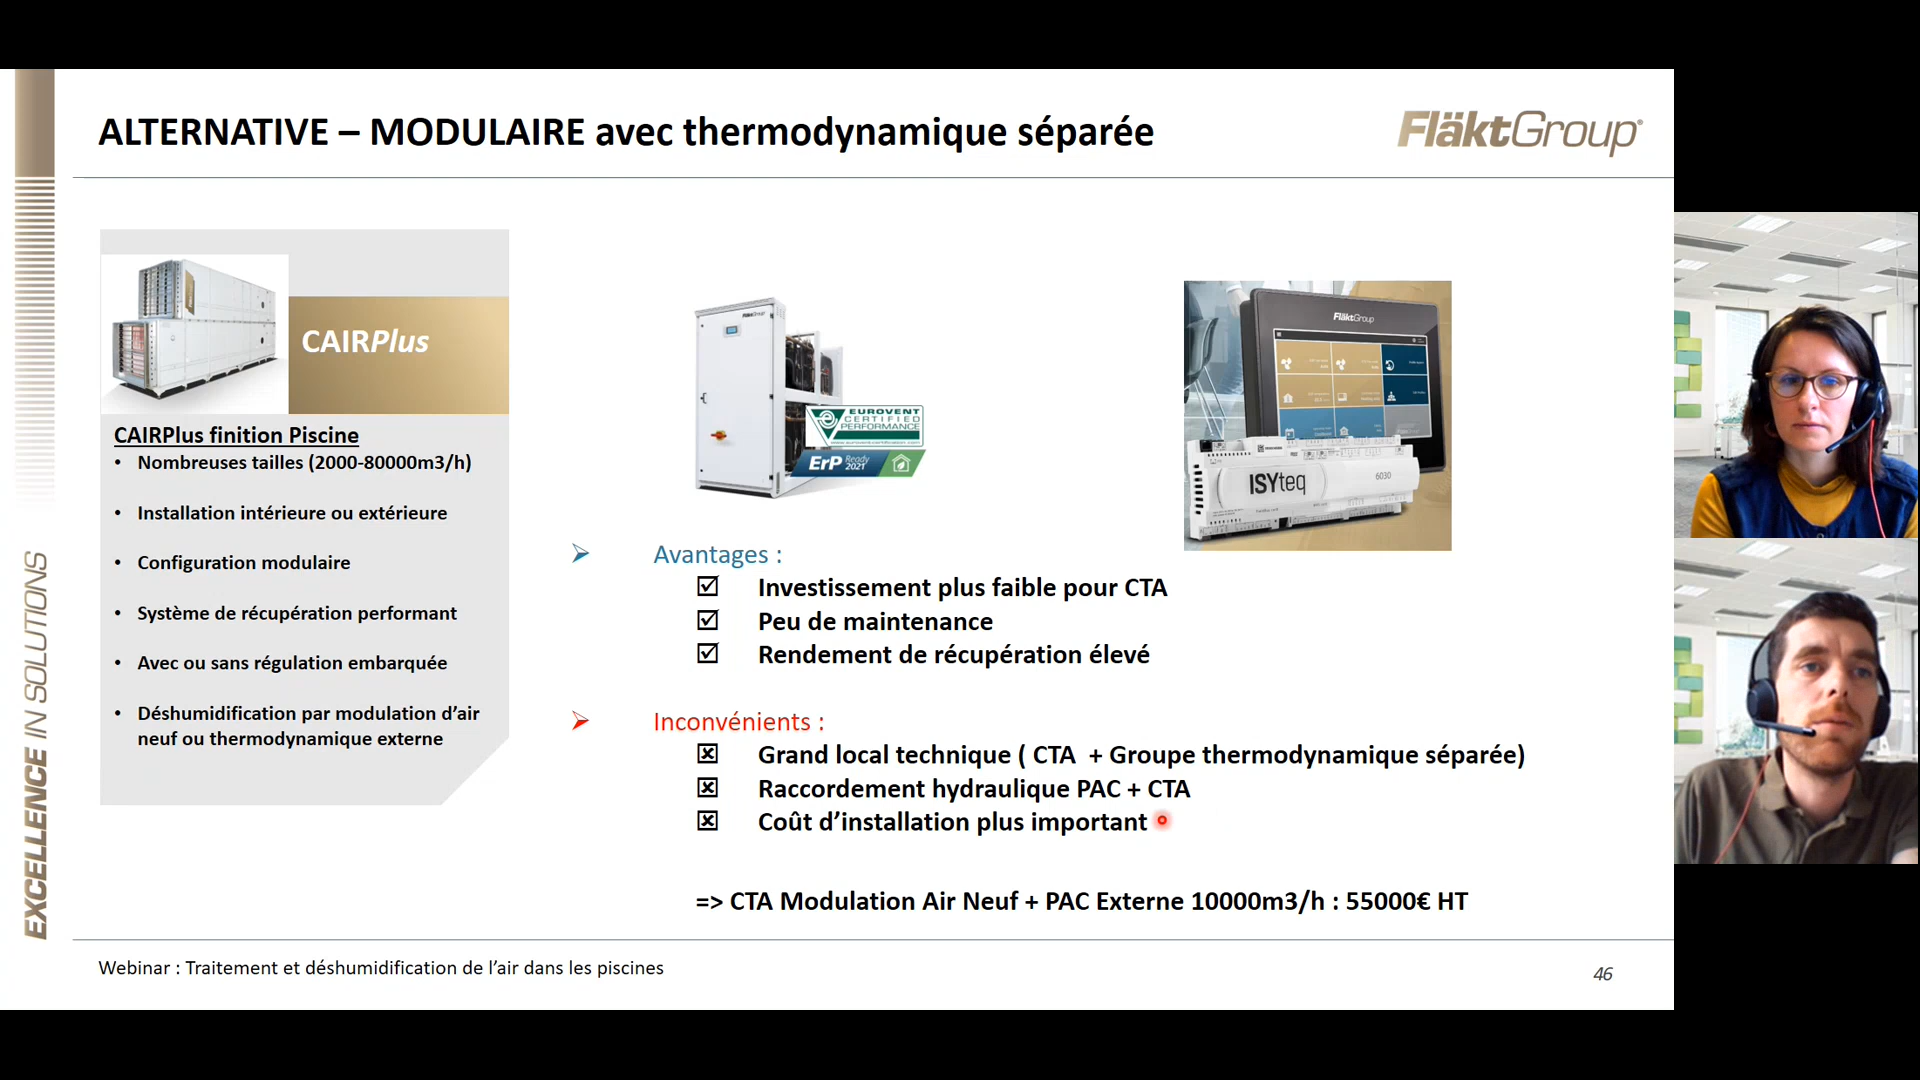 ALTERNATIVE – MODULAIRE avec thermodynamique séparée
FläktGroup®
CAIRPlus
CAIRPlus finition Piscine
• Nombreuses tailles (2000-80000m3/h)
• Installation intérieure ou extérieure
• Configuration modulaire
• Système de récupération performant
• Avec ou sans régulation embarquée
• Déshumidification par modulation d’air
neuf ou thermodynamique externe
FläktGroup
EUROVENT
CERTIFIED
PERFORMANCE
ErP Ready
2021
FläktGroup
ISYteq
6030
Avantages :
Investissement plus faible pour CTA
Peu de maintenance
Rendement de récupération élevé
Inconvénients :
Grand local technique ( CTA + Groupe thermodynamique séparée)
Raccordement hydraulique PAC + CTA
Coût d’installation plus important
=> CTA Modulation Air Neuf + PAC Externe 10000m3/h : 55000€ HT
EXCELLENCE IN SOLUTIONS
Webinar : Traitement et déshumidification de l’air dans les piscines
46